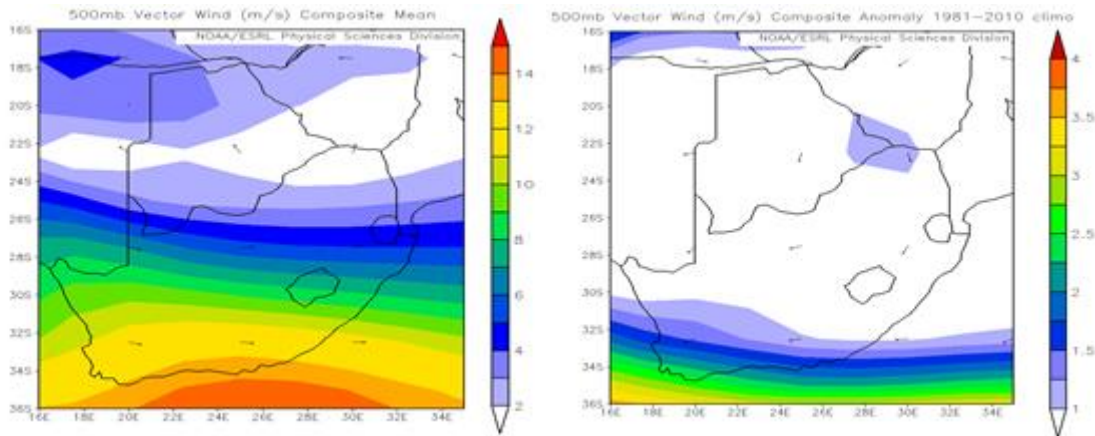 500mb Vector Wind (m/s) Composite Mean
NOAA/ESRL Physical Sciences Division
16S
18S
20S
22S
24S
26S
28S
30S
32S
34S
36S
16E 18E 20E 22E 24E 26E 28E 30E 32E 34E
14
12
10
8
6
4
2
500mb Vector Wind (m/s) Composite Anomaly 1981-2010 climo
NOAA/ESRL Physical Sciences Division
16S
18S
20S
22S
24S
26S
28S
30S
32S
34S
36S
16E 18E 20E 22E 24E 26E 28E 30E 32E 34E
4
3.5
3
2.5
2
1.5
1